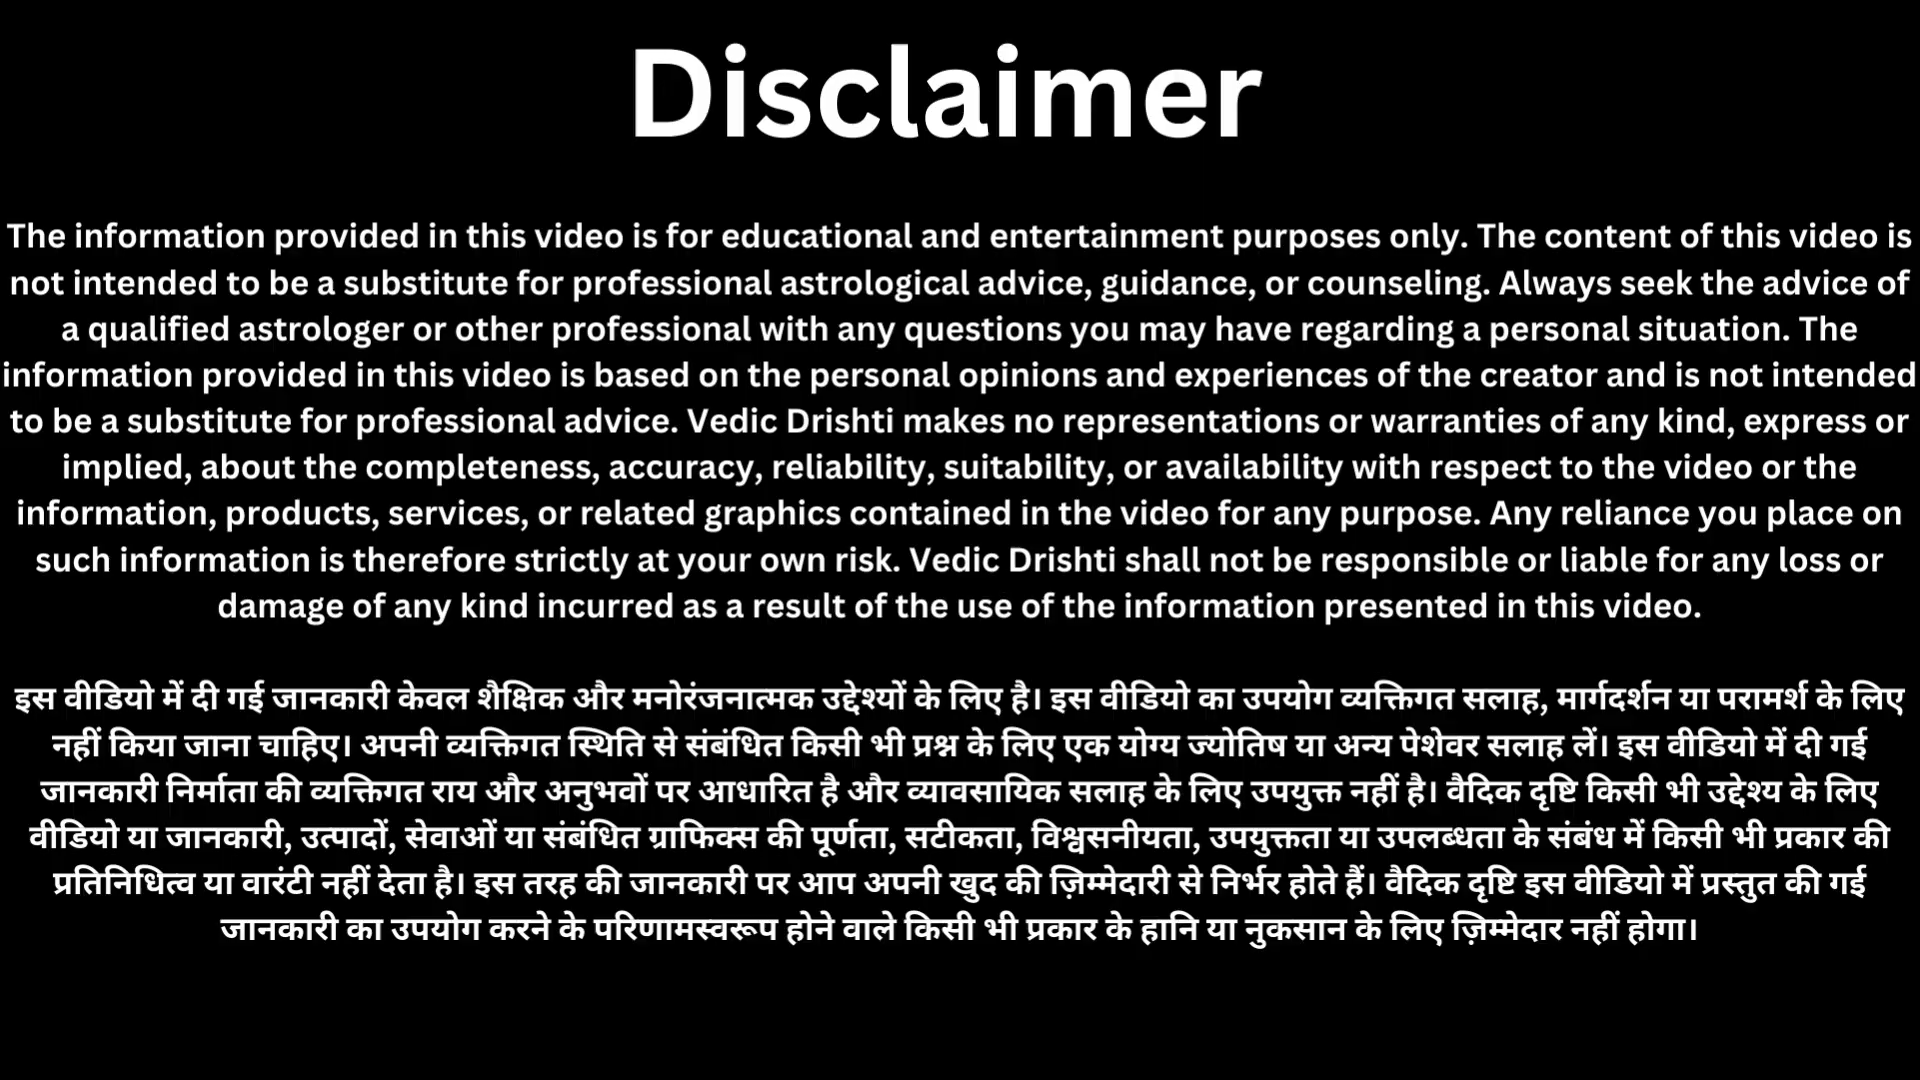 Disclaimer
The information provided in this video is for educational and entertainment purposes only. The content of this video is
not intended to be a substitute for professional astrological advice, guidance, or counseling. Always seek the advice of
a qualified astrologer or other professional with any questions you may have regarding a personal situation. The
information provided in this video is based on the personal opinions and experiences of the creator and is not intended
to be a substitute for professional advice. Vedic Drishti makes no representations or warranties of any kind, express or
implied, about the completeness, accuracy, reliability, suitability, or availability with respect to the video or the
information, products, services, or related graphics contained in the video for any purpose. Any reliance you place on
such information is therefore strictly at your own risk. Vedic Drishti shall not be responsible or liable for any loss or
damage of any kind incurred as a result of the use of the information presented in this video.
इस वीडियो में दी गई जानकारी केवल शैक्षिक और मनोरंजनात्मक उद्देश्यों के लिए है। इस वीडियो का उपयोग व्यक्तिगत सलाह, मार्गदर्शन या परामर्श के लिए
नहीं किया जाना चाहिए। अपनी व्यक्तिगत स्थिति से संबंधित किसी भी प्रश्न के लिए एक योग्य ज्योतिष या अन्य पेशेवर सलाह लें। इस वीडियो में दी गई
जानकारी निर्माता की व्यक्तिगत राय और अनुभवों पर आधारित है और व्यावसायिक सलाह के लिए उपयुक्त नहीं है। वैदिक दृष्टि किसी भी उद्देश्य के लिए
वीडियो या जानकारी, उत्पादों, सेवाओं या संबंधित ग्राफिक्स की पूर्णता, सटीकता, विश्वसनीयता, उपयुक्तता या उपलब्धता के संबंध में किसी भी प्रकार की
प्रतिनिधित्व या वारंटी नहीं देता है। इस तरह की जानकारी पर आप अपनी खुद की ज़िम्मेदारी से निर्भर होते हैं। वैदिक दृष्टि इस वीडियो में प्रस्तुत की गई
जानकारी का उपयोग करने के परिणामस्वरूप होने वाले किसी भी प्रकार के हानि या नुकसान के लिए ज़िम्मेदार नहीं होगा।